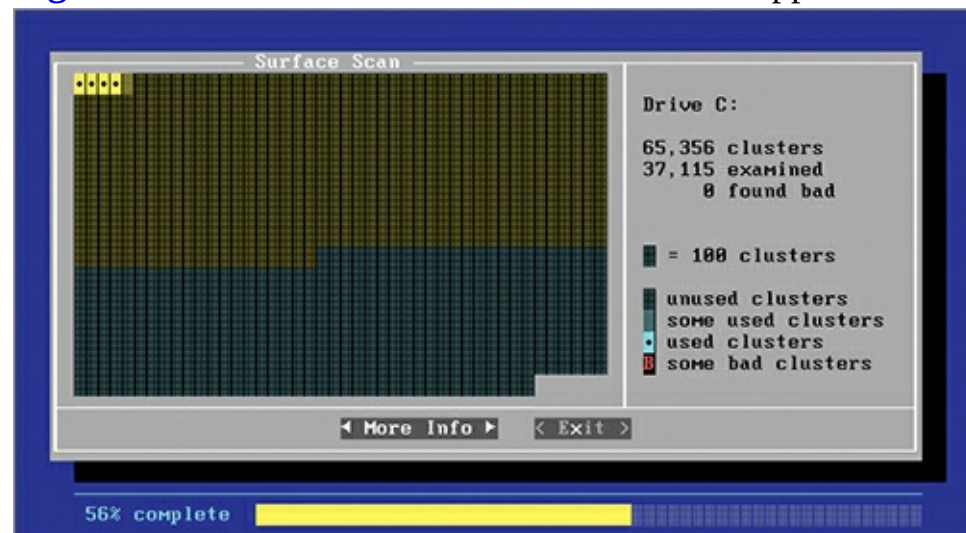 Surface Scan
Drive C:
65,356 clusters
37,115 examined
0 found bad
= 100 clusters
unused clusters
some used clusters
• used clusters
B some bad clusters
◄ More Info ► < Exit >
56% complete